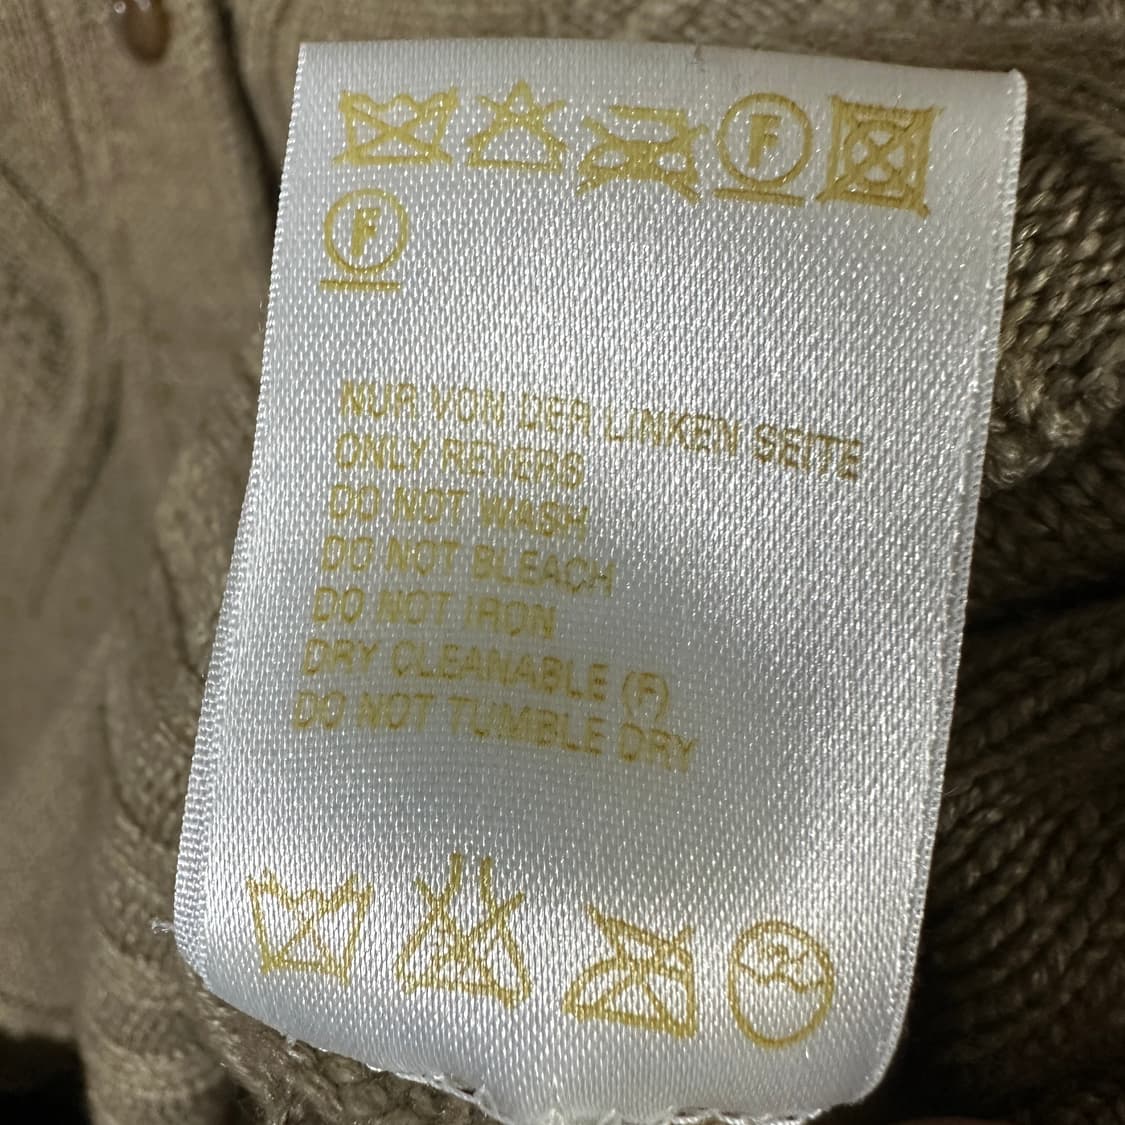 F
F
NUR VON DER LINKEN SEITE
ONLY REVERS
DO NOT WASH
DO NOT BLEACH
DO NOT IRON
DRY CLEANABLE (F)
DO NOT TUMBLE DRY